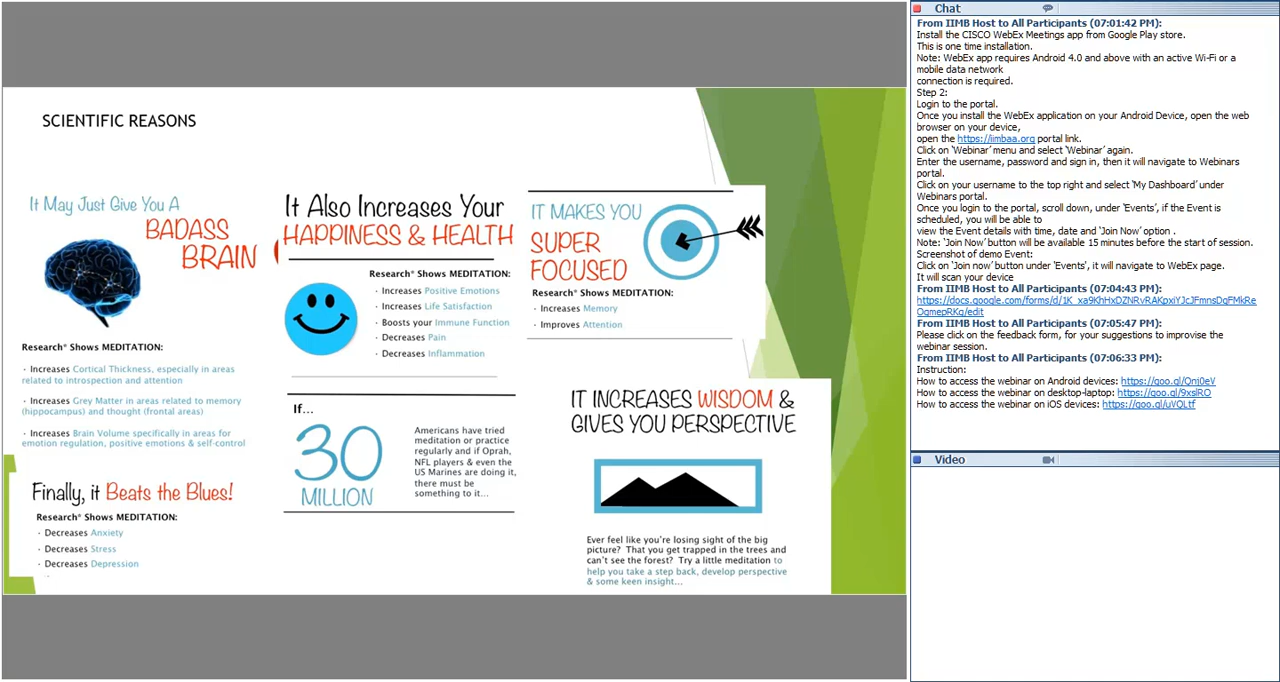 SCIENTIFIC REASONS
It May Just Give You A
BADASS
BRAIN
Research* Shows MEDITATION:
· Increases Cortical Thickness, especially in areas
related to introspection and attention
· Increases Grey Matter in areas related to memory
(hippocampus) and thought (frontal areas)
· Increases Brain Volume specifically in areas for
emotion regulation, positive emotions & self-control
Finally, it Beats the Blues!
Research* Shows MEDITATION:
· Decreases Anxiety
· Decreases Stress
· Decreases Depression
It Also Increases Your
HAPPINESS & HEALTH
Research* Shows MEDITATION:
· Increases Positive Emotions
· Increases Life Satisfaction
· Boosts your Immune Function
· Decreases Pain
· Decreases Inflammation
If...
30
MILLION
Americans have tried
meditation or practice
regularly and if Oprah,
NFL players & even the
US Marines are doing it,
there must be
something to it...
IT MAKES YOU
SUPER
FOCUSED
Research* Shows MEDITATION:
· Increases Memory
· Improves Attention
IT INCREASES WISDOM &
GIVES YOU PERSPECTIVE
Ever feel like you're losing sight of the big
picture? That you get trapped in the trees and
can't see the forest? Try a little meditation to
help you take a step back, develop perspective
& some keen insight...
Chat
From IIMB Host to All Participants (07:01:42 PM):
Install the CISCO WebEx Meetings app from Google Play store.
This is one time installation.
Note: WebEx app requires Android 4.0 and above with an active Wi-Fi or a
mobile data network
connection is required.
Step 2:
Login to the portal.
Once you install the WebEx application on your Android Device, open the web
browser on your device,
open the https://iimbaa.org portal link.
Click on 'Webinar' menu and select 'Webinar' again.
Enter the username, password and sign in, then it will navigate to Webinars
portal.
Click on your username to the top right and select 'My Dashboard' under
Webinars portal.
Once you login to the portal, scroll down, under 'Events', if the Event is
scheduled, you will be able to
view the Event details with time, date and 'Join Now' option .
Note: 'Join Now' button will be available 15 minutes before the start of session.
Screenshot of demo Event:
Click on 'Join now' button under 'Events', it will navigate to WebEx page.
It will scan your device
From IIMB Host to All Participants (07:04:43 PM):
From IIMB Host to All Participants (07:05:47 PM):
Please click on the feedback form, for your suggestions to improvise the
webinar session.
From IIMB Host to All Participants (07:06:33 PM):
Instruction:
How to access the webinar on Android devices:
How to access the webinar on desktop-laptop:
How to access the webinar on iOS devices:
Video